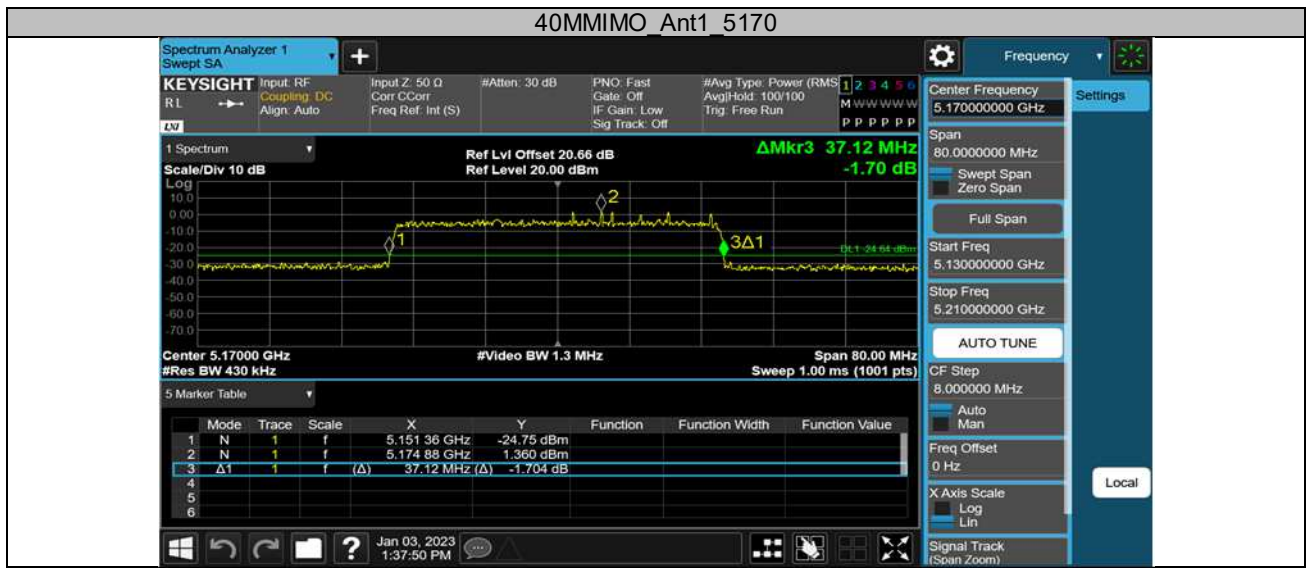 40MMIMO_Ant1_5170
Spectrum Analyzer 1
Swept SA
+
Frequency
KEYSIGHT Input: RF Input Z: 50 Ω #Atten: 30 dB PNO: Fast #Avg Type: Power (RMS 1 2 3 4 5 6
RL Coupling: DC Corr CCorr Gate: Off Avg|Hold: 100/100 M W W W W W
Align: Auto Freq Ref: Int (S) IF Gain: Low Trig: Free Run
LXI Sig Track: Off P P P P P P
1 Spectrum Ref Lvl Offset 20.66 dB ΔMkr3 37.12 MHz
Scale/Div 10 dB Ref Level 20.00 dBm -1.70 dB
Log
10.0
0.00
-10.0
-20.0
-30.0
-40.0
-50.0
-60.0
-70.0
1
2
3Δ1
DL1 -24.64 dBm
Center 5.17000 GHz #Video BW 1.3 MHz Span 80.00 MHz
#Res BW 430 kHz Sweep 1.00 ms (1001 pts)
5 Marker Table
Mode Trace Scale X Y Function Function Width Function Value
1 N 1 f 5.151 36 GHz -24.75 dBm
2 N 1 f 5.174 88 GHz 1.360 dBm
3 Δ1 1 f (Δ) 37.12 MHz (Δ) -1.704 dB
4
5
6
?
Jan 03, 2023
1:37:50 PM
Center Frequency
5.170000000 GHz
Settings
Span
80.0000000 MHz
Swept Span
Zero Span
Full Span
Start Freq
5.130000000 GHz
Stop Freq
5.210000000 GHz
AUTO TUNE
CF Step
8.000000 MHz
Auto
Man
Freq Offset
0 Hz
X Axis Scale
Log
Lin
Local
Signal Track
(Span Zoom)